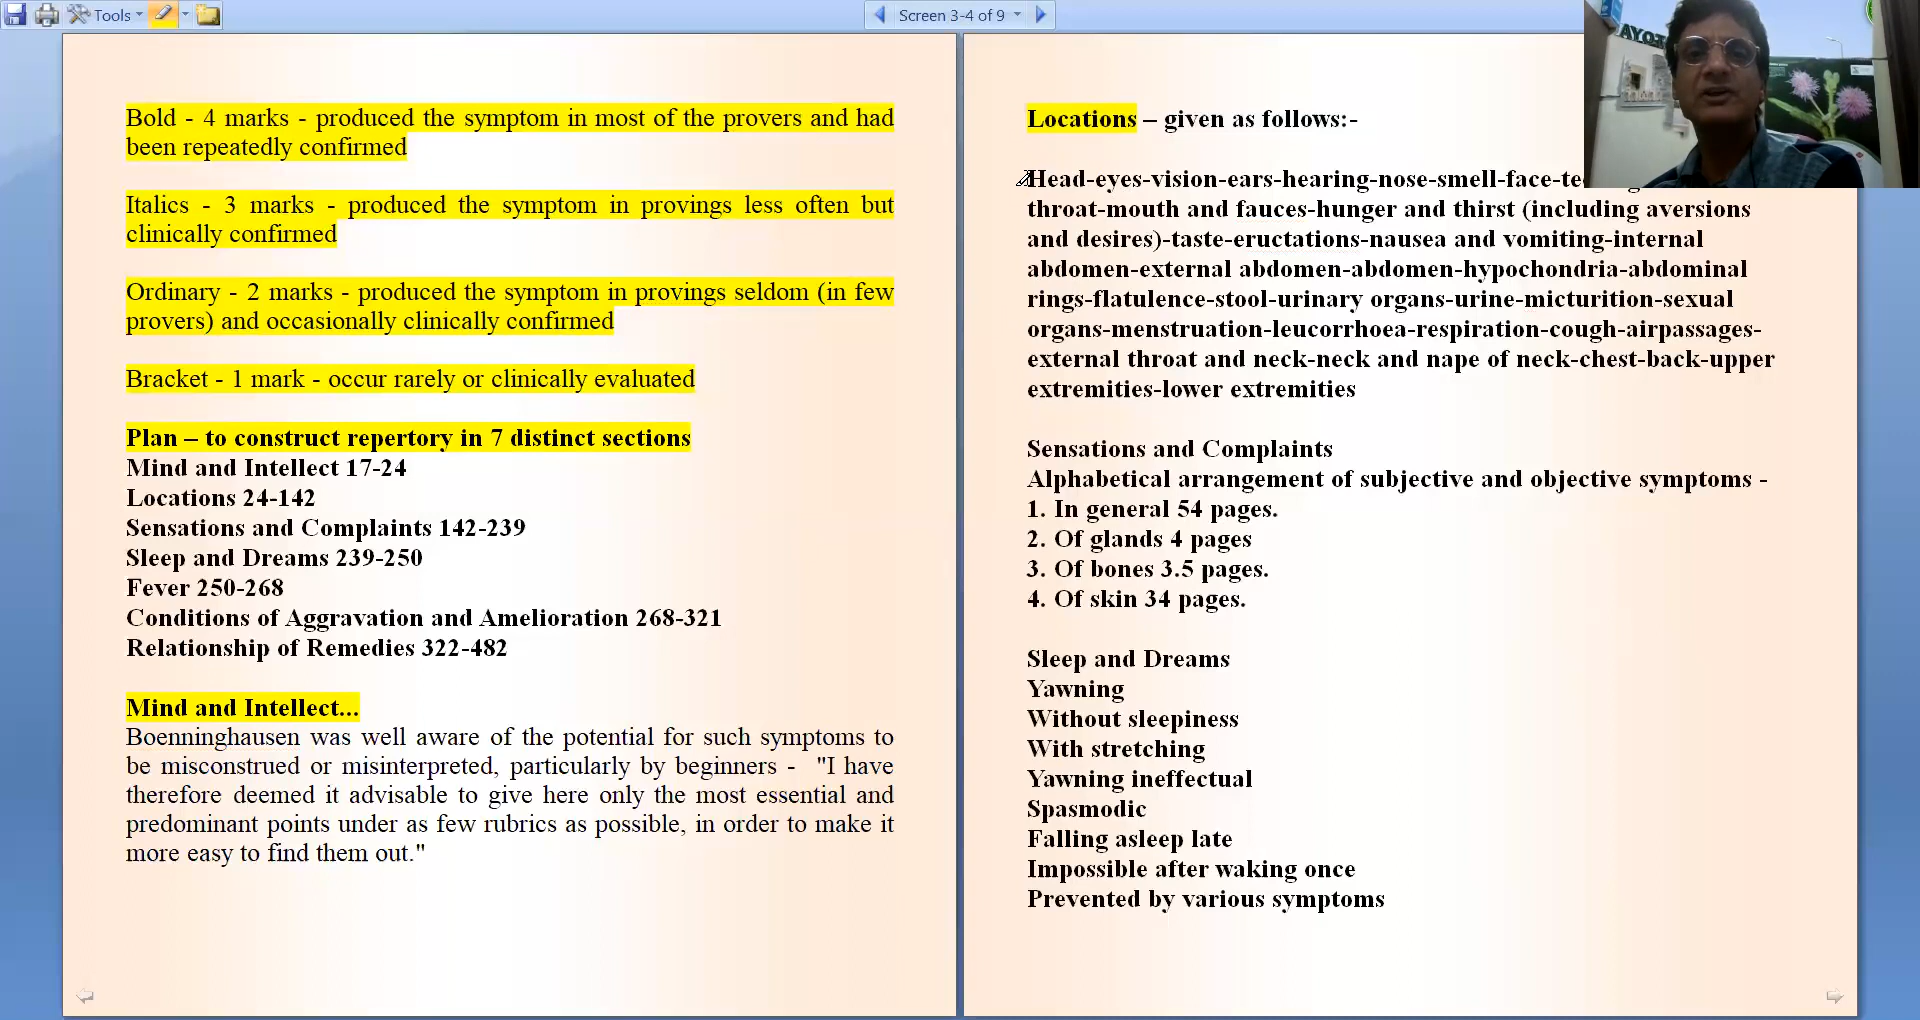 Tools
Screen 3-4 of 9
Bold - 4 marks - produced the symptom in most of the provers and had
been repeatedly confirmed
Italics - 3 marks - produced the symptom in provings less often but
clinically confirmed
Ordinary - 2 marks - produced the symptom in provings seldom (in few
provers) and occasionally clinically confirmed
Bracket - 1 mark - occur rarely or clinically evaluated
Plan – to construct repertory in 7 distinct sections
Mind and Intellect 17-24
Locations 24-142
Sensations and Complaints 142-239
Sleep and Dreams 239-250
Fever 250-268
Conditions of Aggravation and Amelioration 268-321
Relationship of Remedies 322-482
Mind and Intellect...
Boenninghausen was well aware of the potential for such symptoms to
be misconstrued or misinterpreted, particularly by beginners - "I have
therefore deemed it advisable to give here only the most essential and
predominant points under as few rubrics as possible, in order to make it
more easy to find them out."
Locations – given as follows:-
Head-eyes-vision-ears-hearing-nose-smell-face-
throat-mouth and fauces-hunger and thirst (including aversions
and desires)-taste-eructations-nausea and vomiting-internal
abdomen-external abdomen-abdomen-hypochondria-abdominal
rings-flatulence-stool-urinary organs-urine-micturition-sexual
organs-menstruation-leucorrhoea-respiration-cough-airpassages-
external throat and neck-neck and nape of neck-chest-back-upper
extremities-lower extremities
Sensations and Complaints
Alphabetical arrangement of subjective and objective symptoms -
1. In general 54 pages.
2. Of glands 4 pages
3. Of bones 3.5 pages.
4. Of skin 34 pages.
Sleep and Dreams
Yawning
Without sleepiness
With stretching
Yawning ineffectual
Spasmodic
Falling asleep late
Impossible after waking once
Prevented by various symptoms